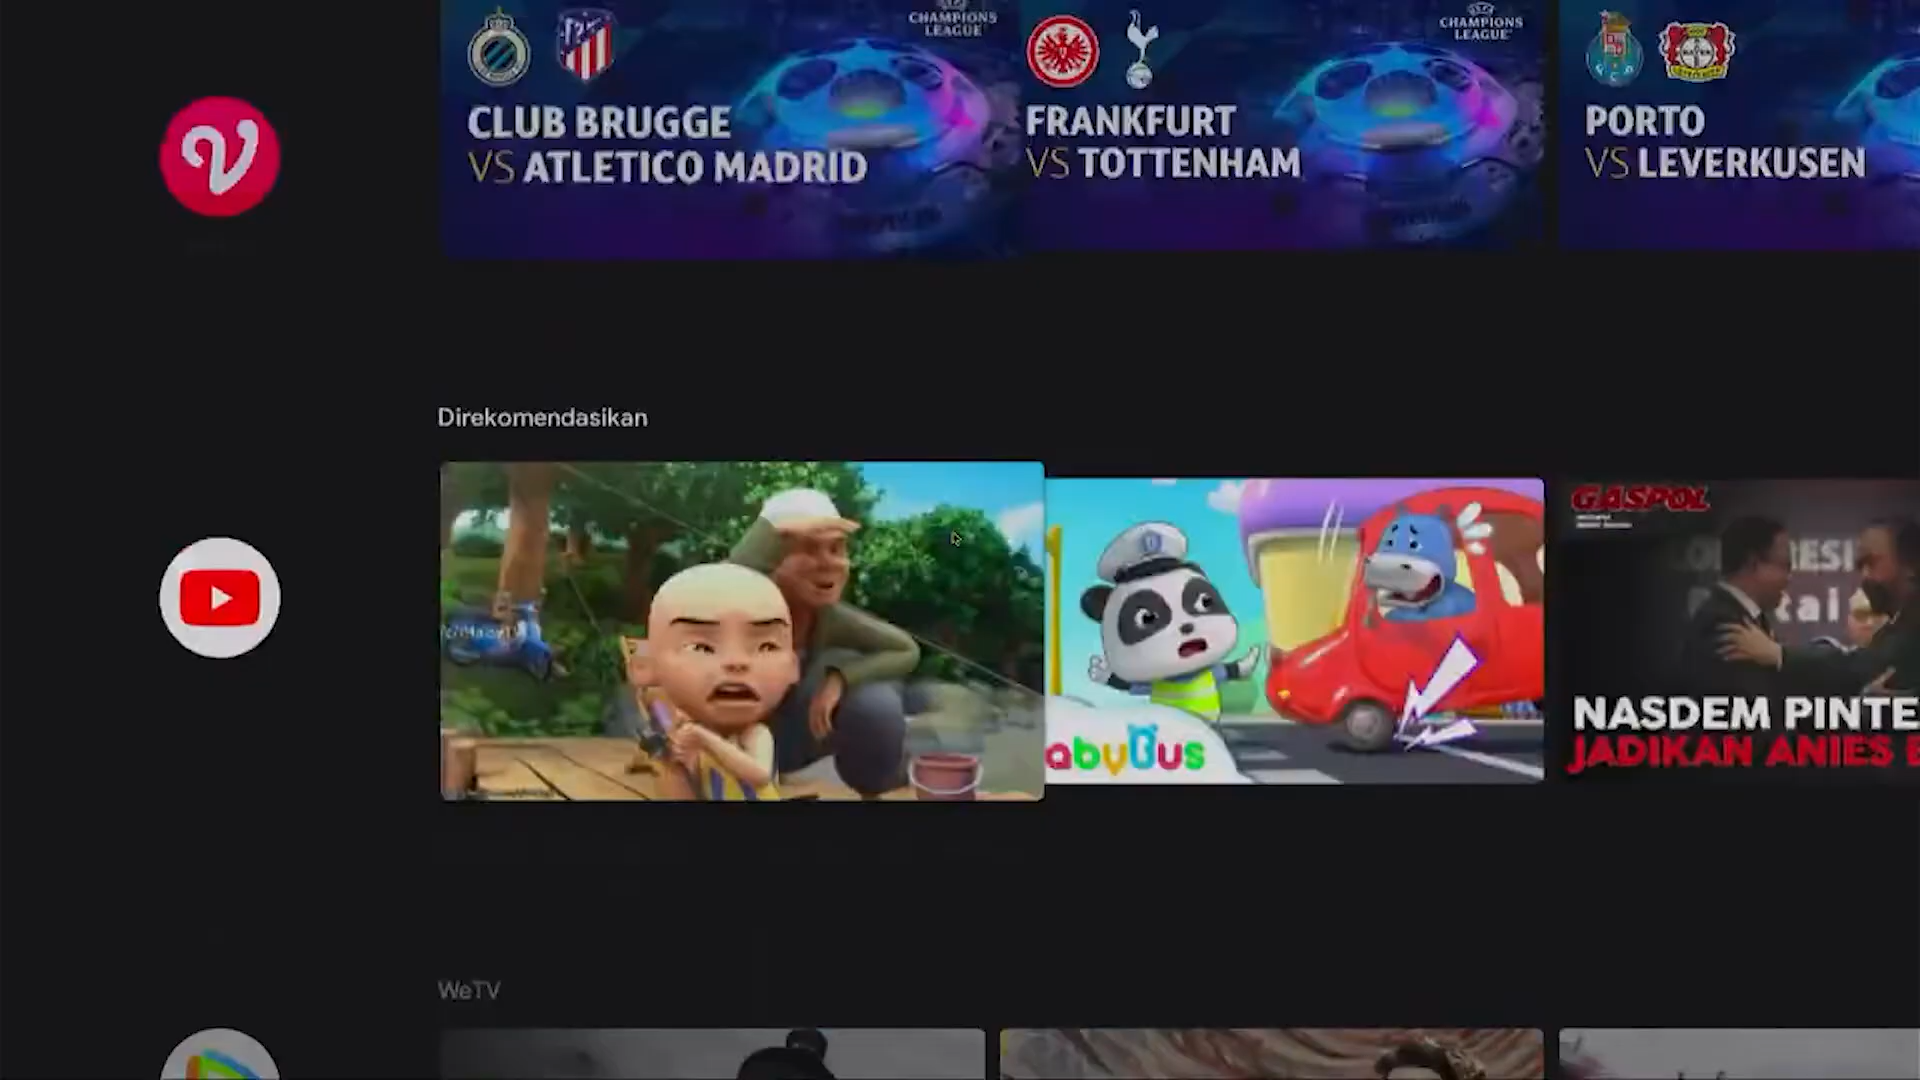 CHAMPIONS
LEAGUE
CLUB BRUGGE
VS ATLETICO MADRID
CHAMPIONS
LEAGUE
FRANKFURT
VS TOTTENHAM
PORTO
VS LEVERKUSEN
Direkomendasikan
abyBus
GASPOL
NASDEM PINTE
JADIKAN ANIES
WeTV